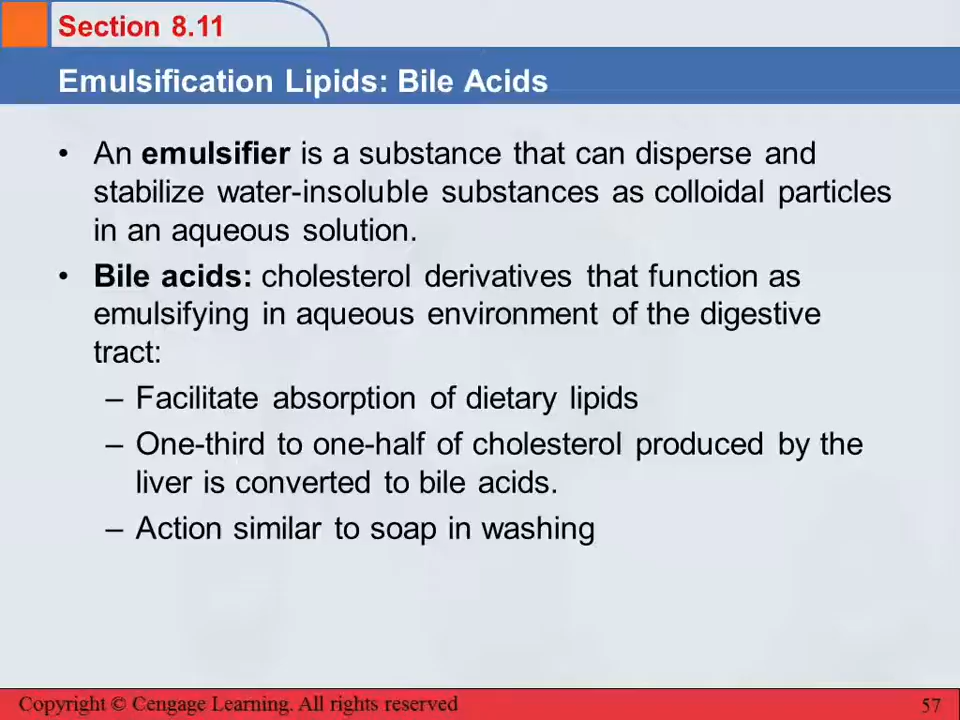 Section 8.11
Emulsification Lipids: Bile Acids
• An emulsifier is a substance that can disperse and
stabilize water-insoluble substances as colloidal particles
in an aqueous solution.
• Bile acids: cholesterol derivatives that function as
emulsifying in aqueous environment of the digestive
tract:
– Facilitate absorption of dietary lipids
– One-third to one-half of cholesterol produced by the
liver is converted to bile acids.
– Action similar to soap in washing
Copyright © Cengage Learning. All rights reserved
57